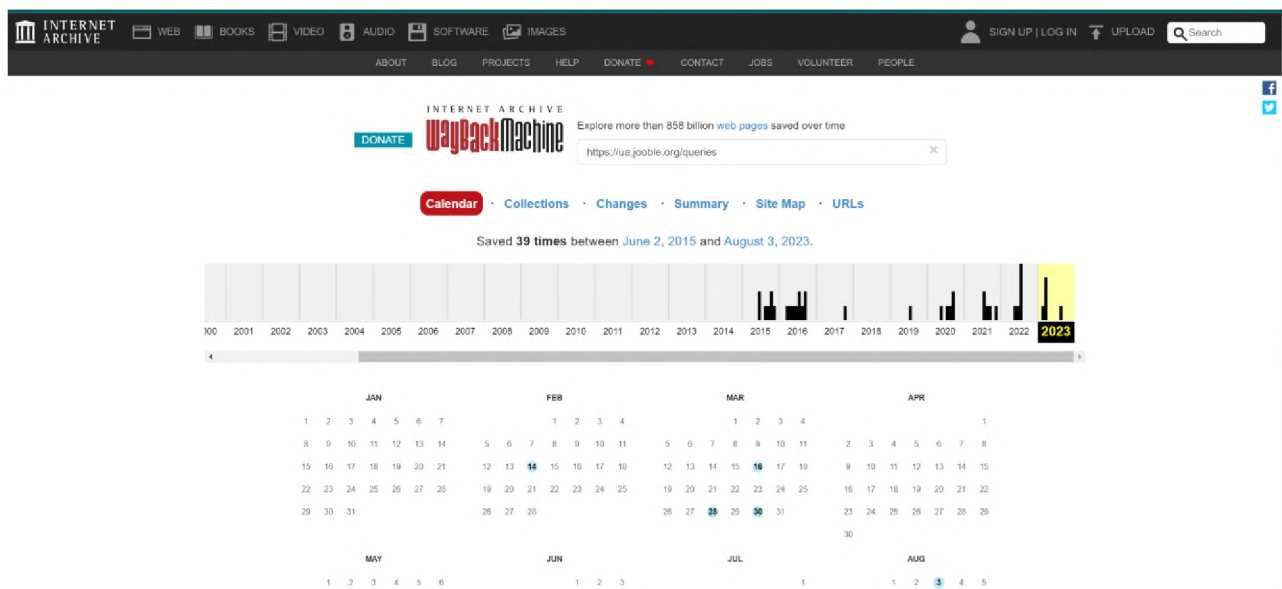 INTERNET ARCHIVE WEB BOOKS VIDEO AUDIO SOFTWARE IMAGES SIGN UP | LOG IN UPLOAD Search
ABOUT BLOG PROJECTS HELP DONATE CONTACT JOBS VOLUNTEER PEOPLE
DONATE
INTERNET ARCHIVE
WayBackMachine
Explore more than 858 billion web pages saved over time
https://ua.jooble.org/queries
Calendar · Collections · Changes · Summary · Site Map · URLs
Saved 39 times between June 2, 2015 and August 3, 2023.
2001 2002 2003 2004 2005 2006 2007 2008 2009 2010 2011 2012 2013 2014 2015 2016 2017 2018 2019 2020 2021 2022 2023
JAN
1 2 3 4 5 6 7
8 9 10 11 12 13 14
15 16 17 18 19 20 21
22 23 24 25 26 27 28
29 30 31
FEB
1 2 3 4
5 6 7 8 9 10 11
12 13 14 15 16 17 18
19 20 21 22 23 24 25
26 27 28
MAR
1 2 3 4
5 6 7 8 9 10 11
12 13 14 15 16 17 18
19 20 21 22 23 24 25
26 27 28 29 30 31
APR
1
2 3 4 5 6 7 8
9 10 11 12 13 14 15
16 17 18 19 20 21 22
23 24 25 26 27 28 29
30
MAY
1 2 3 4 5 6
JUN
1 2 3
JUL
1
AUG
1 2 3 4 5